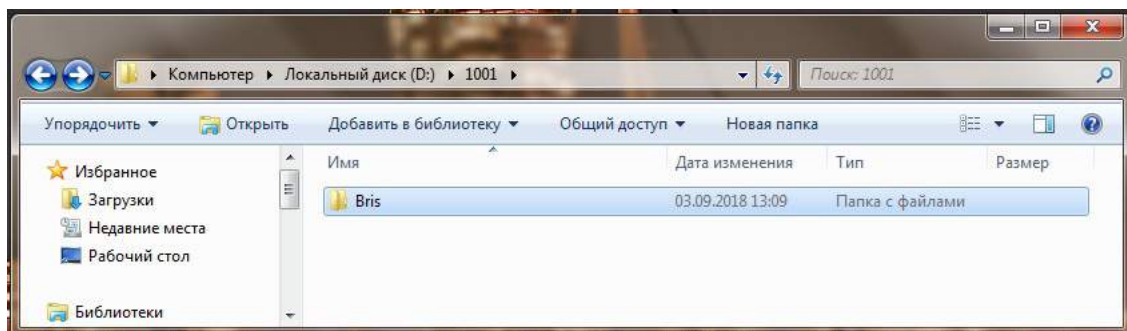 Компьютер ▸ Локальный диск (D:) ▸ 1001 ▸ Поиск: 1001
Упорядочить Открыть Добавить в библиотеку Общий доступ Новая папка
Избранное
Загрузки
Недавние места
Рабочий стол
Библиотеки
Имя Дата изменения Тип Размер
Bris 03.09.2018 13:09 Папка с файлами